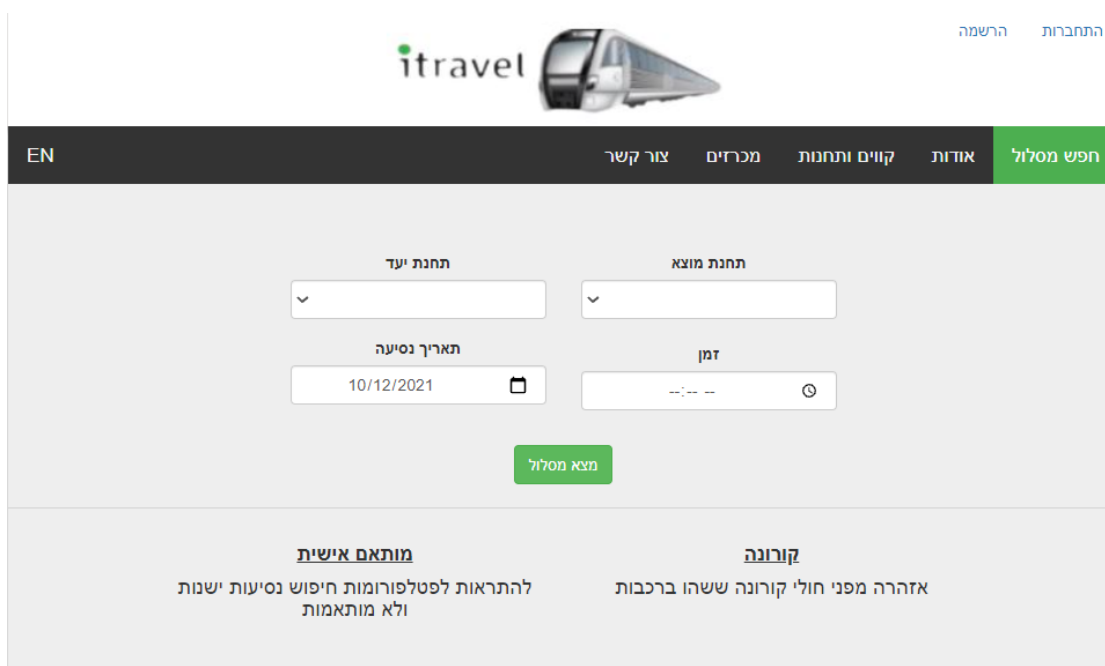 התחברות
הרשמה
itravel
חפש מסלול
אודות
קווים ותחנות
מכרזים
צור קשר
EN
תחנת מוצא
תחנת יעד
זמן
--:-- --
תאריך נסיעה
10/12/2021
מצא מסלול
קורונה
אזהרה מפני חולי קורונה ששהו ברכבות
מותאם אישית
להתראות לפטלפורומות חיפוש נסיעות ישנות
ולא מותאמות